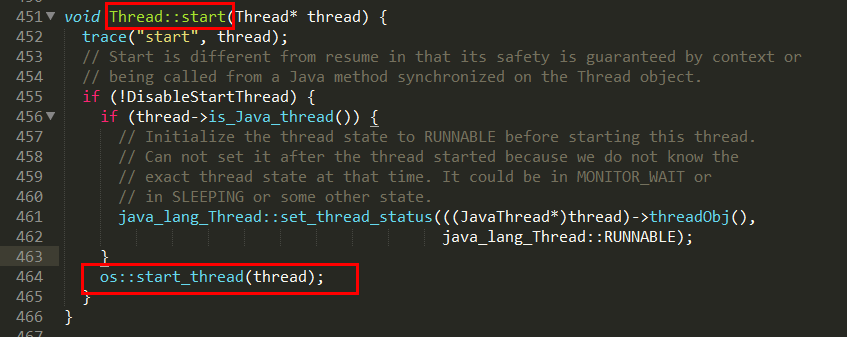 451 void Thread::start(Thread* thread) {
452 trace("start", thread);
453 // Start is different from resume in that its safety is guaranteed by context or
454 // being called from a Java method synchronized on the Thread object.
455 if (!DisableStartThread) {
456 if (thread->is_Java_thread()) {
457 // Initialize the thread state to RUNNABLE before starting this thread.
458 // Can not set it after the thread started because we do not know the
459 // exact thread state at that time. It could be in MONITOR_WAIT or
460 // in SLEEPING or some other state.
461 java_lang_Thread::set_thread_status(((JavaThread*)thread)->threadObj(),
462 java_lang_Thread::RUNNABLE);
463 }
464 os::start_thread(thread);
465 }
466 }
467